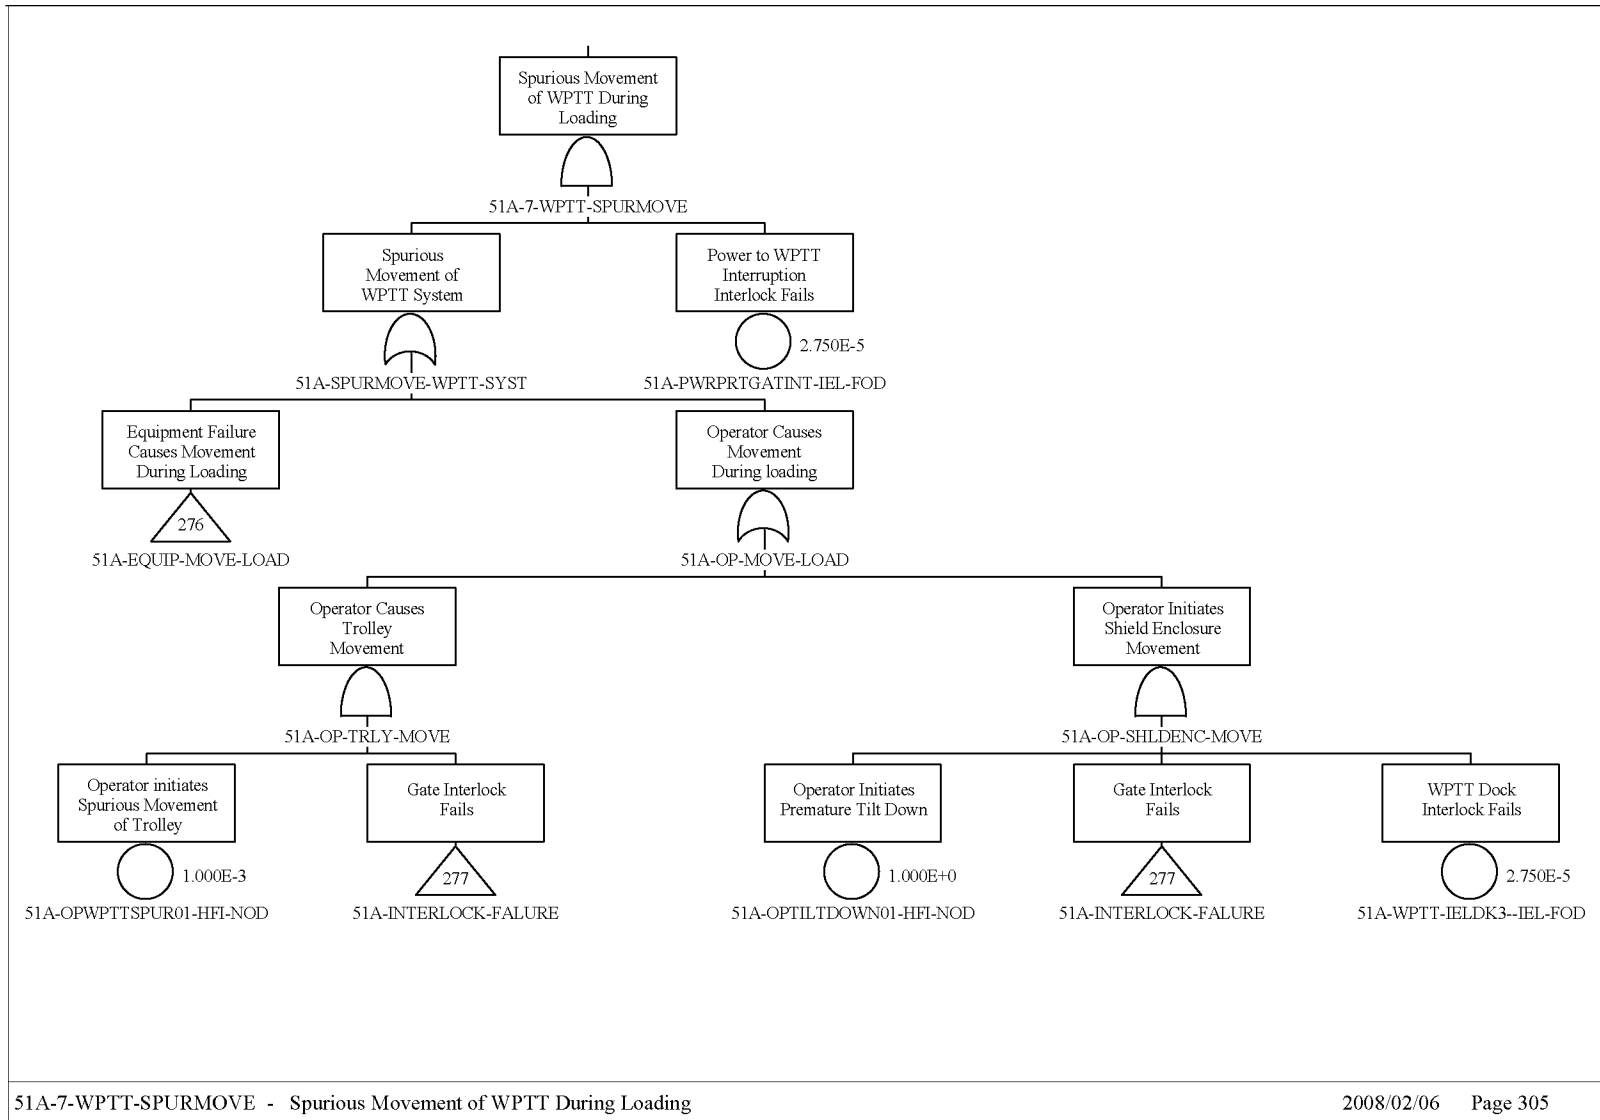 Spurious Movement
of WPTT During
Loading
51A-7-WPTT-SPURMOVE
Spurious
Movement of
WPTT System
Power to WPTT
Interruption
Interlock Fails
2.750E-5
51A-SPURMOVE-WPTT-SYST
51A-PWRPRTGATINT-IEL-FOD
Equipment Failure
Causes Movement
During Loading
Operator Causes
Movement
During loading
276
51A-EQUIP-MOVE-LOAD
51A-OP-MOVE-LOAD
Operator Causes
Trolley
Movement
Operator Initiates
Shield Enclosure
Movement
51A-OP-TRLY-MOVE
51A-OP-SHLDENC-MOVE
Operator initiates
Spurious Movement
of Trolley
Gate Interlock
Fails
Operator Initiates
Premature Tilt Down
Gate Interlock
Fails
WPTT Dock
Interlock Fails
1.000E-3
277
1.000E+0
277
2.750E-5
51A-OPWPTTSPUR01-HFI-NOD
51A-INTERLOCK-FALURE
51A-OPTILTDOWN01-HFI-NOD
51A-INTERLOCK-FALURE
51A-WPTT-IELDK3--IEL-FOD
51A-7-WPTT-SPURMOVE - Spurious Movement of WPTT During Loading
2008/02/06 Page 305